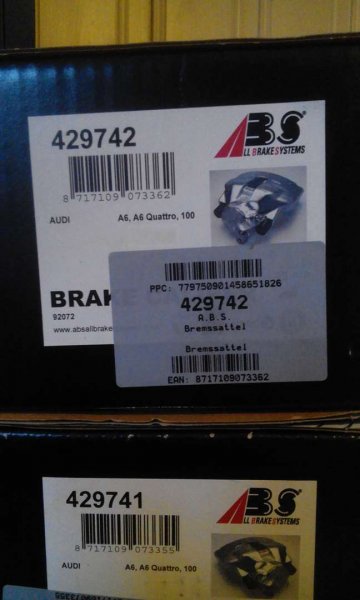 429742
ABS
ALL BRAKE SYSTEMS
8 717109 073362
AUDI A6, A6 Quattro, 100
BRAK
92072
www.absallbrake
PPC: 779750901458651826
429742
A.B.S.
Bremssattel
Bremssattel
EAN: 8717109073362
429741
ABS
ALL BRAKE SYSTEMS
8 717109 073355
AUDI A6, A6 Quattro, 100